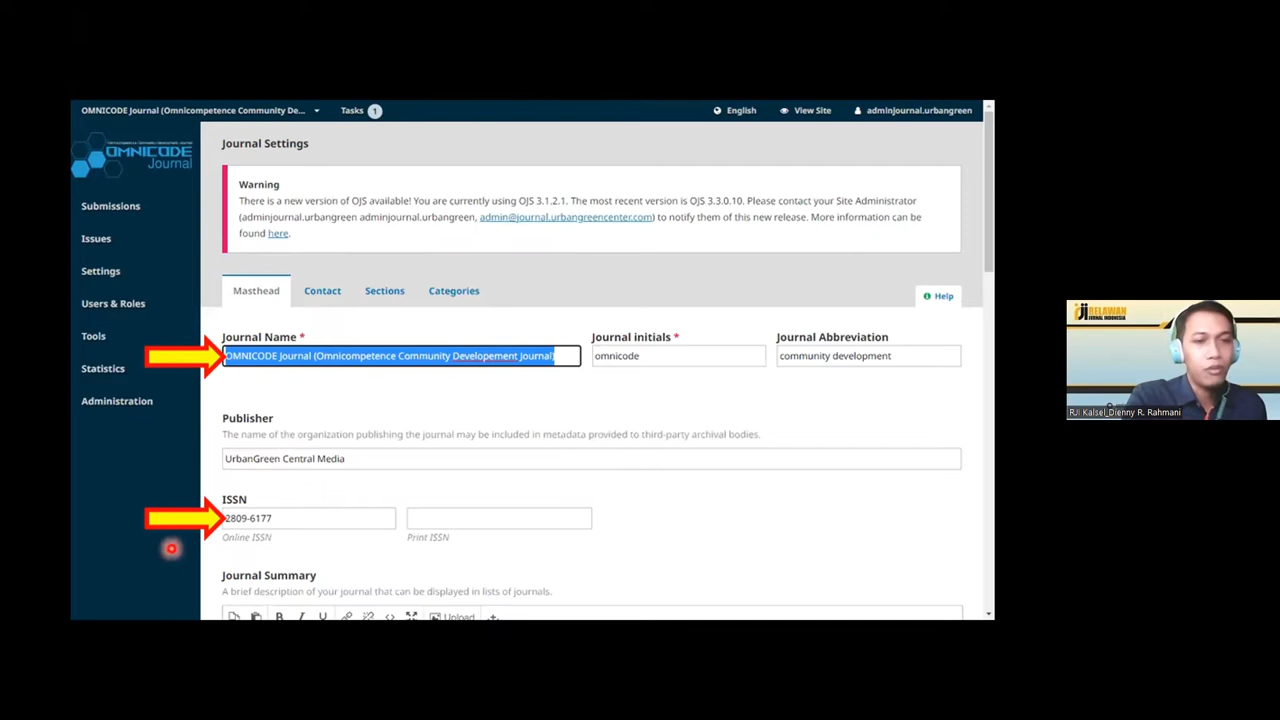 OMNICODE Journal (Omnicompetence Community De...
Tasks 1
English
View Site
adminjournal.urbangreen
OMNICODE
Journal
Submissions
Issues
Settings
Users & Roles
Tools
Statistics
Administration
Journal Settings
Warning
There is a new version of OJS available! You are currently using OJS 3.1.2.1. The most recent version is OJS 3.3.0.10. Please contact your Site Administrator
(adminjournal.urbangreen adminjournal.urbangreen, admin@journal.urbangreencenter.com) to notify them of this new release. More information can be
found here.
Masthead
Contact
Sections
Categories
Help
Journal Name *
Journal initials *
Journal Abbreviation
OMNICODE Journal (Omnicompetence Community Developement Journal)
omnicode
community development
Publisher
The name of the organization publishing the journal may be included in metadata provided to third-party archival bodies.
UrbanGreen Central Media
ISSN
2809-6177
Online ISSN
Print ISSN
Journal Summary
A brief description of your journal that can be displayed in lists of journals.
Upload
RELAWAN
JURNAL INDONESIA
RJI Kalsel_Dienny R. Rahmani